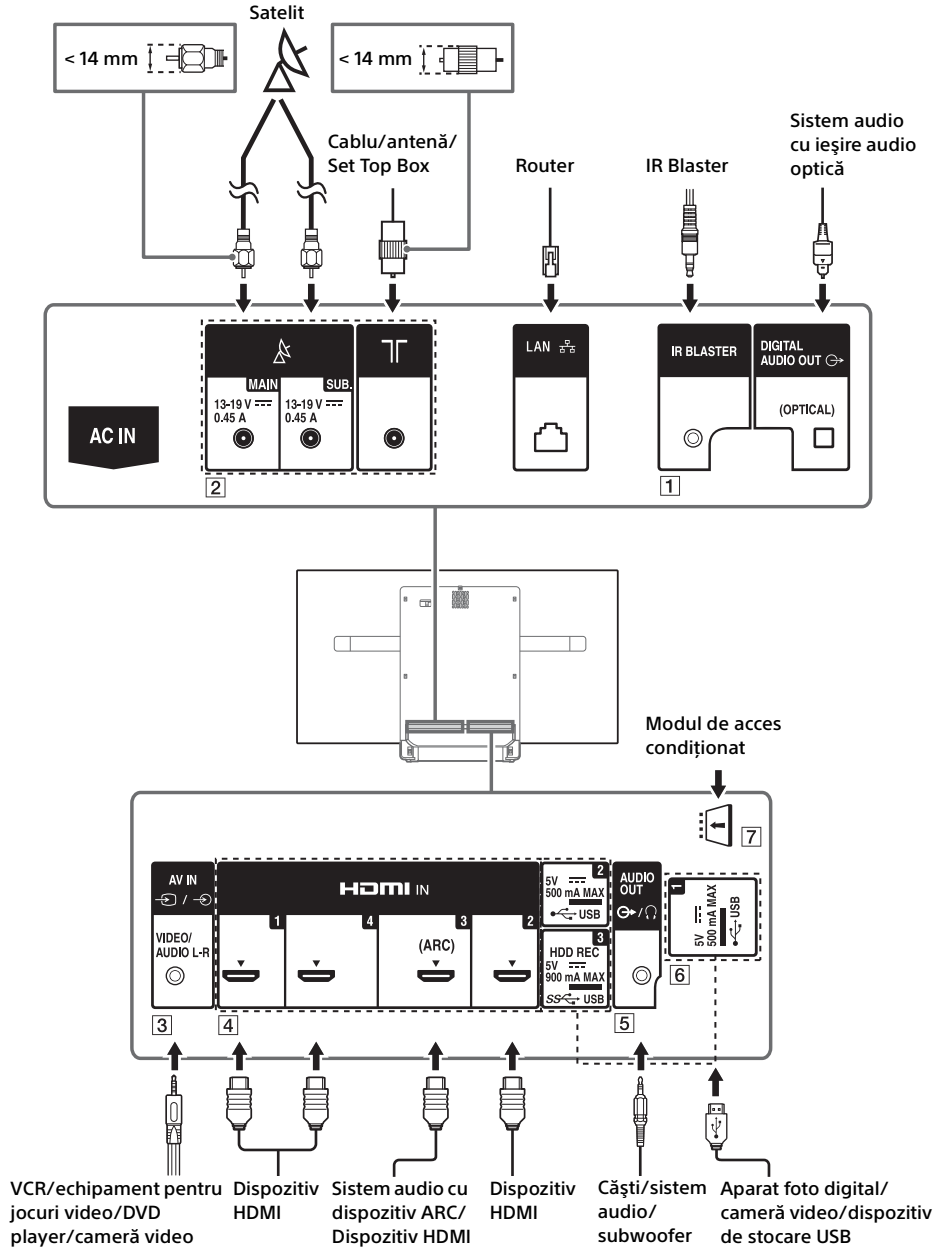 Satelit
< 14 mm
< 14 mm
Cablu/antenă/
Set Top Box
Router
IR Blaster
Sistem audio
cu ieşire audio
optică
AC IN
MAIN
13-19 V
0.45 A
SUB.
13-19 V
0.45 A
2
LAN
IR BLASTER
DIGITAL
AUDIO OUT
(OPTICAL)
1
Modul de acces
condiționat
7
AV IN
/
VIDEO/
AUDIO L-R
3
HDMI IN
1
4
3
(ARC)
2
4
2
5V
500 mA MAX
USB
3
HDD REC
5V
900 mA MAX
SS USB
AUDIO
OUT
/
5
1
5V
500 mA MAX
USB
6
VCR/echipament pentru
jocuri video/DVD
player/cameră video
Dispozitiv
HDMI
Sistem audio cu
dispozitiv ARC/
Dispozitiv HDMI
Dispozitiv
HDMI
Căşti/sistem
audio/
subwoofer
Aparat foto digital/
cameră video/dispozitiv
de stocare USB